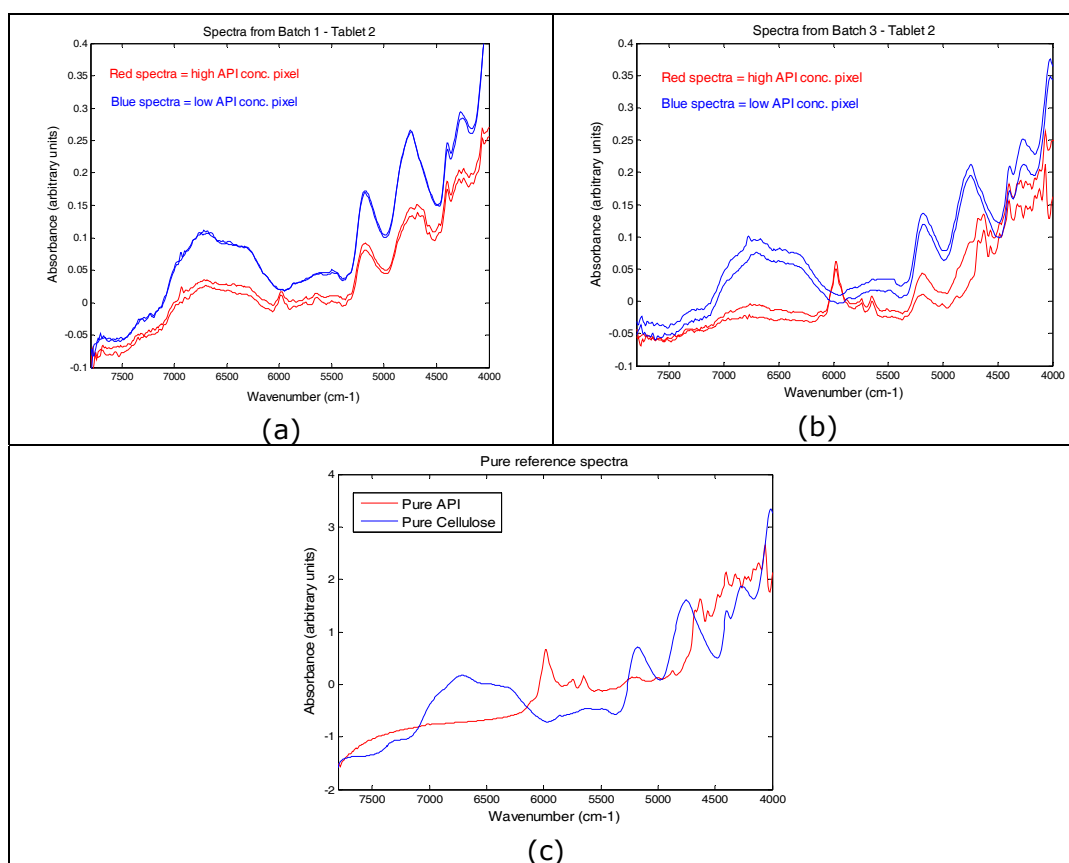 Spectra from Batch 1 - Tablet 2
0.4
0.35
0.3
0.25
0.2
0.15
0.1
0.05
0
-0.05
-0.1
Absorbance (arbitrary units)
Red spectra = high API conc. pixel
Blue spectra = low API conc. pixel
7500 7000 6500 6000 5500 5000 4500 4000
Wavenumber (cm-1)
(a)
Spectra from Batch 3 - Tablet 2
0.4
0.35
0.3
0.25
0.2
0.15
0.1
0.05
0
-0.05
-0.1
Absorbance (arbitrary units)
Red spectra = high API conc. pixel
Blue spectra = low API conc. pixel
7500 7000 6500 6000 5500 5000 4500 4000
Wavenumber (cm-1)
(b)
Pure reference spectra
4
3
2
1
0
-1
-2
Absorbance (arbitrary units)
Pure API
Pure Cellulose
7500 7000 6500 6000 5500 5000 4500 4000
Wavenumber (cm-1)
(c)